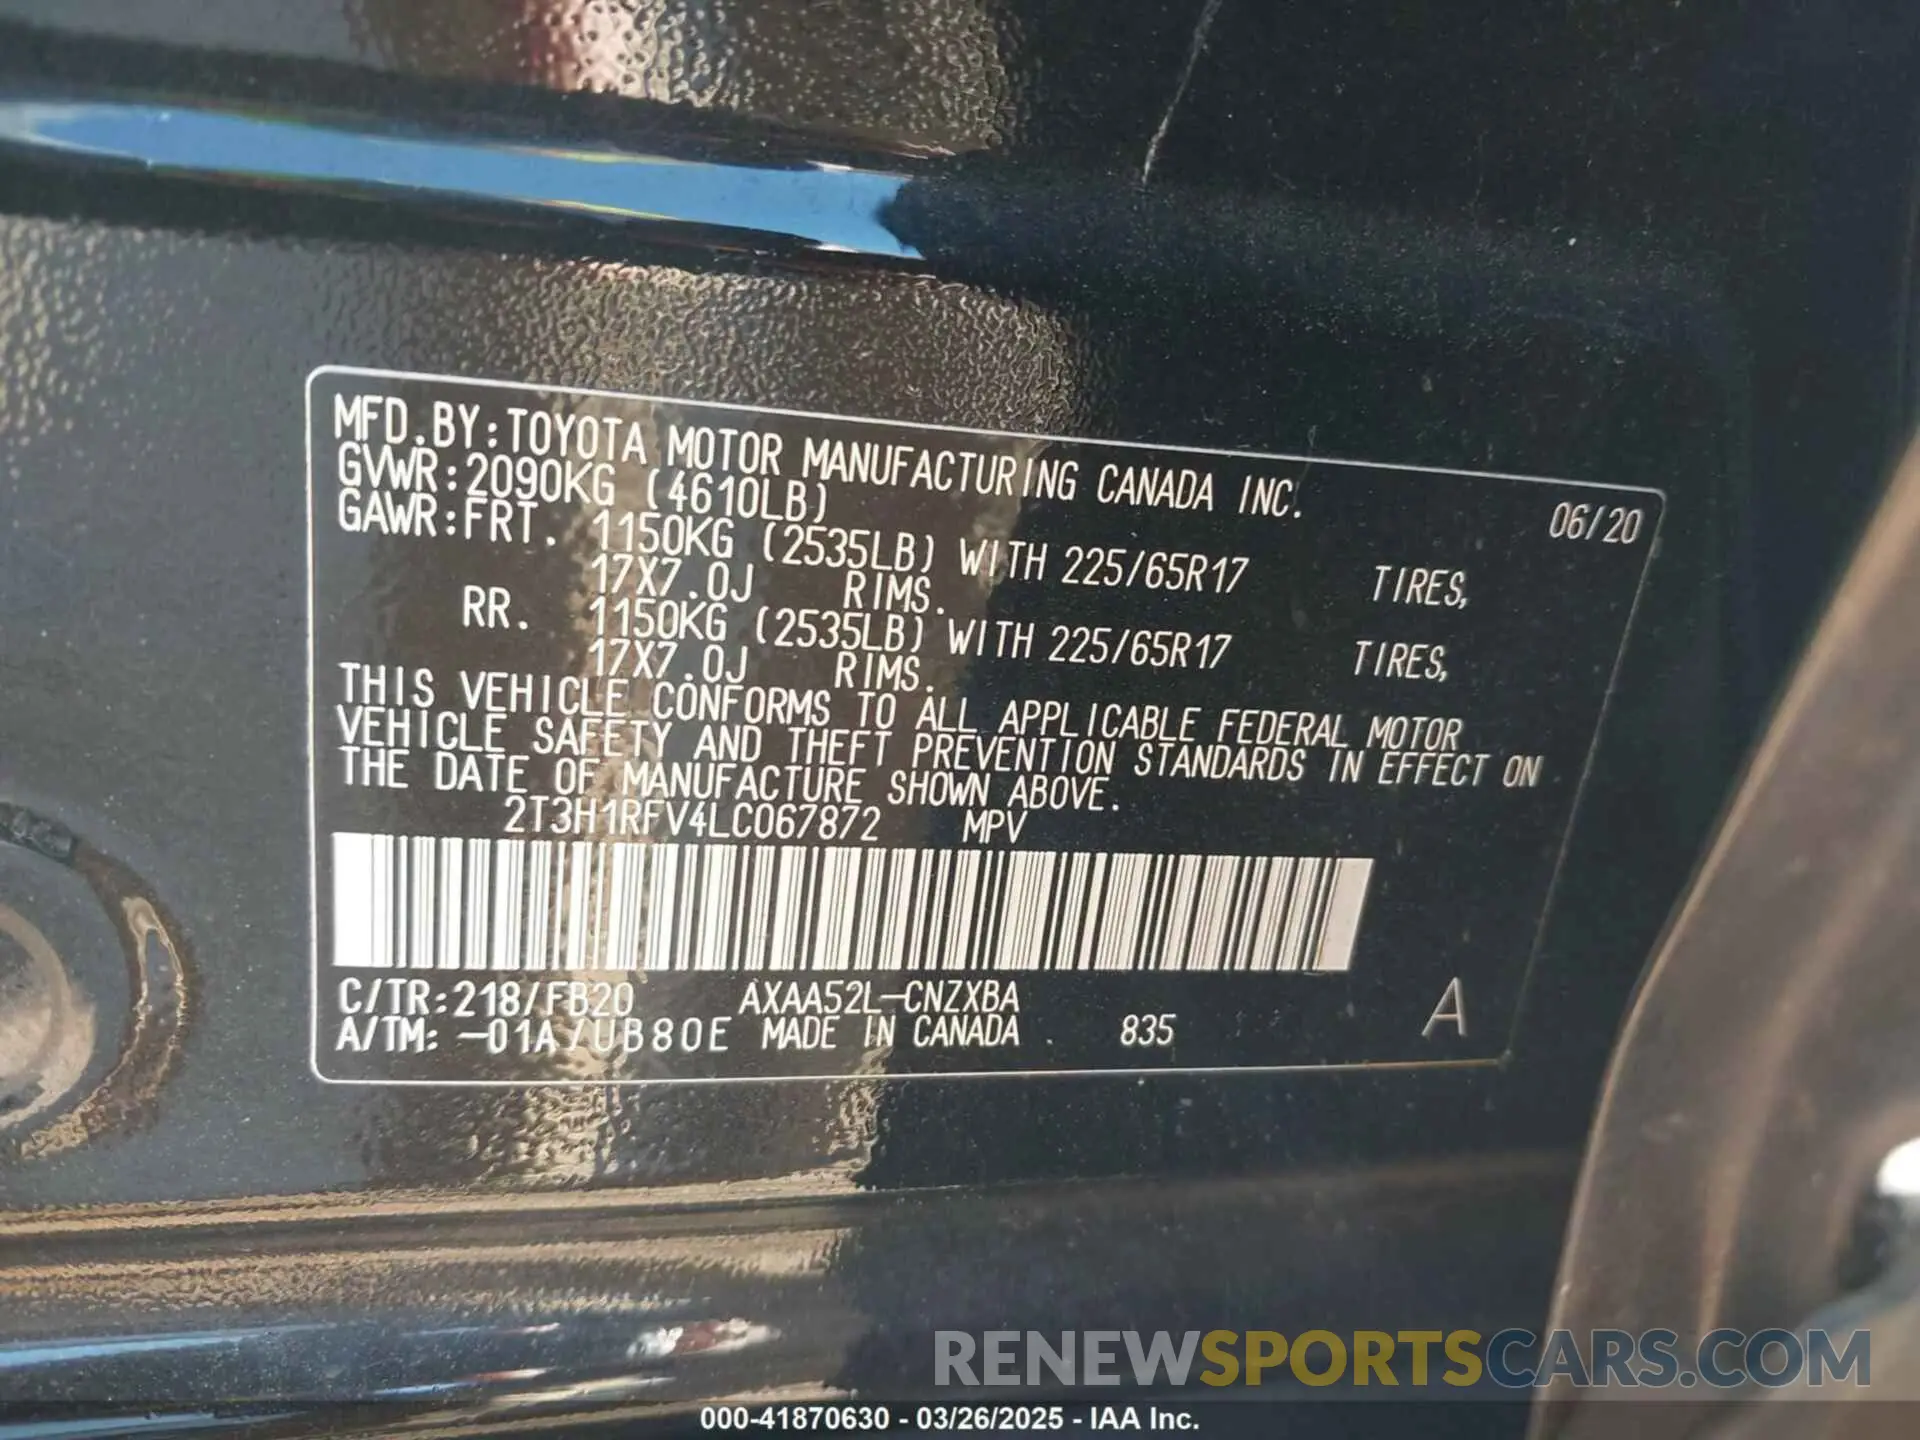 MFD.BY:TOYOTA MOTOR MANUFACTURING CANADA INC. 06/20
GVWR:2090KG (4610LB)
GAWR:FRT. 1150KG (2535LB) WITH 225/65R17 TIRES,
17X7.0J RIMS.
RR. 1150KG (2535LB) WITH 225/65R17 TIRES,
17X7.0J RIMS.
THIS VEHICLE CONFORMS TO ALL APPLICABLE FEDERAL MOTOR
VEHICLE SAFETY AND THEFT PREVENTION STANDARDS IN EFFECT ON
THE DATE OF MANUFACTURE SHOWN ABOVE.
2T3H1RFV4LC067872 MPV
C/TR:218/FB20 AXAA52L-CNZXBA
A/TM: -01A/UB80E MADE IN CANADA 835 A
RENEWSPORTSCARS.COM
000-41870630 - 03/26/2025 - IAA Inc.